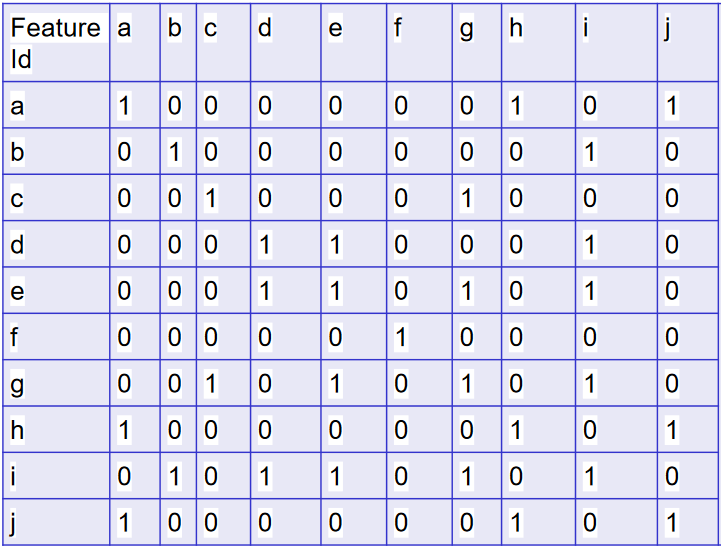 Feature Id a b c d e f g h i j
a 1 0 0 0 0 0 0 1 0 1
b 0 1 0 0 0 0 0 0 1 0
c 0 0 1 0 0 0 1 0 0 0
d 0 0 0 1 1 0 0 0 1 0
e 0 0 0 1 1 0 1 0 1 0
f 0 0 0 0 0 1 0 0 0 0
g 0 0 1 0 1 0 1 0 1 0
h 1 0 0 0 0 0 0 1 0 1
i 0 1 0 1 1 0 1 0 1 0
j 1 0 0 0 0 0 0 1 0 1